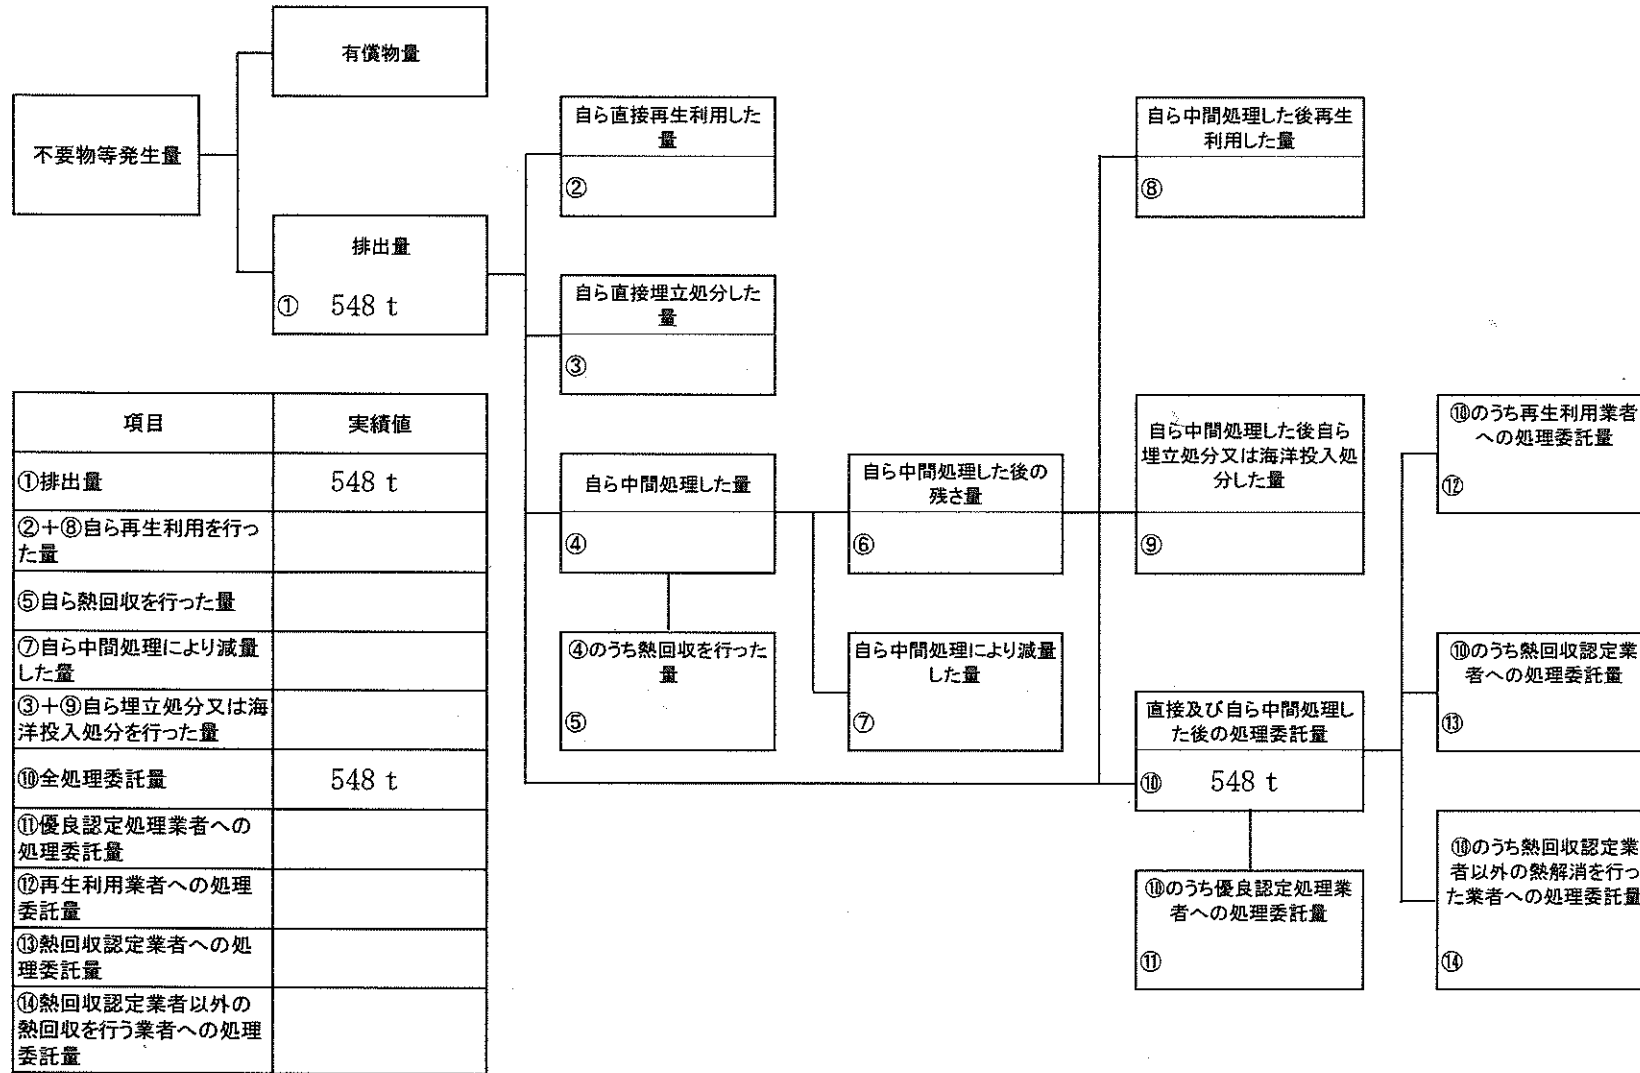 有償物量
不要物等発生量
排出量
① 548 t
自ら直接再生利用した
量
②
自ら直接埋立処分した
量
③
自ら中間処理した量
④
④のうち熱回収を行った
量
⑤
自ら中間処理した後の
残さ量
⑥
自ら中間処理により減量
した量
⑦
自ら中間処理した後再生
利用した量
⑧
自ら中間処理した後自ら
埋立処分又は海洋投入処
分した量
⑨
直接及び自ら中間処理し
た後の処理委託量
⑩ 548 t
⑩のうち優良認定処理業
者への処理委託量
⑪
⑩のうち再生利用業者
への処理委託量
⑫
⑩のうち熱回収認定業
者への処理委託量
⑬
⑩のうち熱回収認定業
者以外の熱解消を行っ
た業者への処理委託量
⑭
項目 実績値
①排出量 548 t
②＋⑧自ら再生利用を行っ
た量
⑤自ら熱回収を行った量
⑦自ら中間処理により減量
した量
③＋⑨自ら埋立処分又は海
洋投入処分を行った量
⑩全処理委託量 548 t
⑪優良認定処理業者への
処理委託量
⑫再生利用業者への処理
委託量
⑬熱回収認定業者への処
理委託量
⑭熱回収認定業者以外の
熱回収を行う業者への処理
委託量